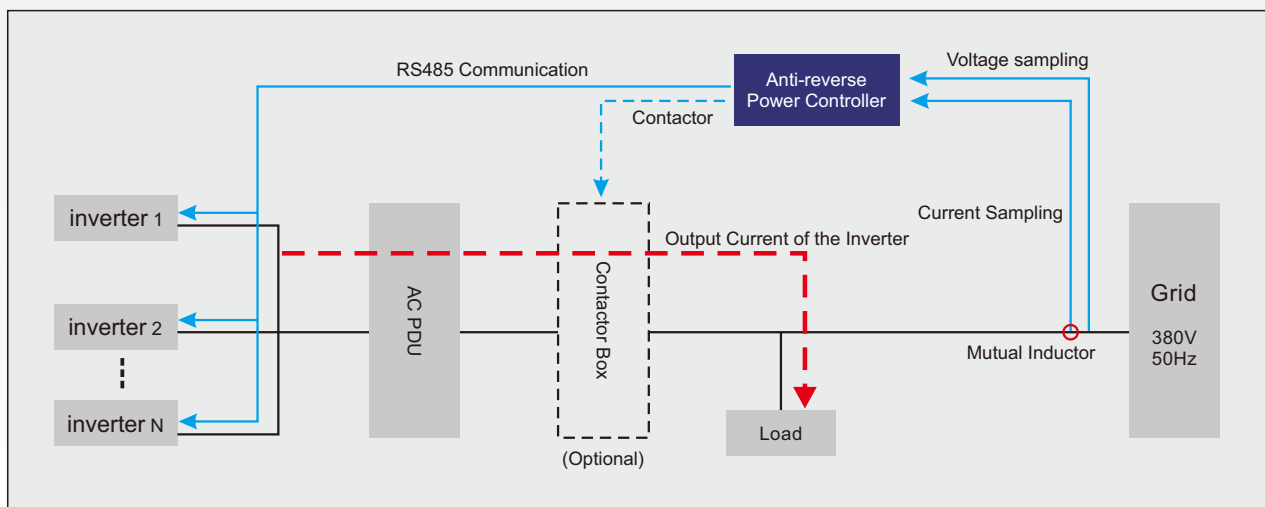 RS485 Communication
Anti-reverse
Power Controller
Voltage sampling
Contactor
inverter 1
Current Sampling
Output Current of the Inverter
AC PDU
Contactor Box
Grid
380V
50Hz
inverter 2
Mutual Inductor
inverter N
Load
(Optional)